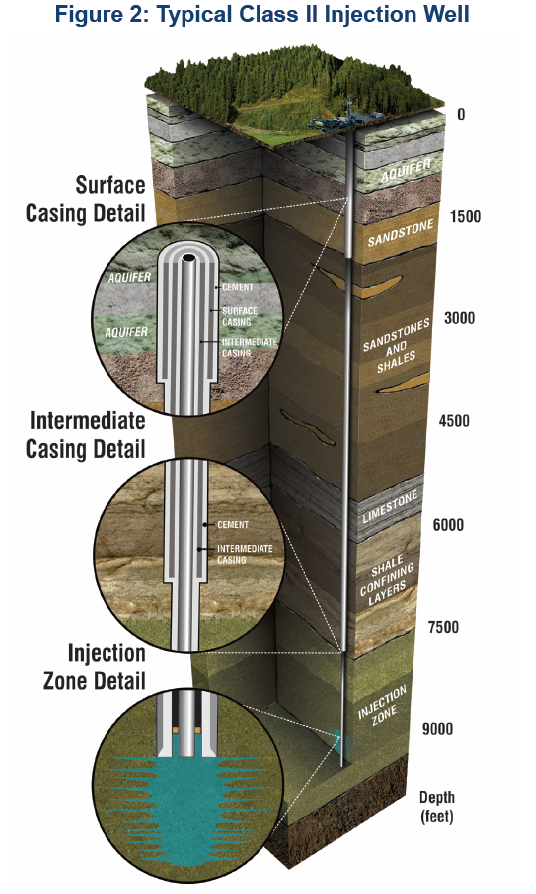 Figure 2: Typical Class II Injection Well
0
AQUIFER
Surface
Casing Detail
1500
SANDSTONE
AQUIFER
CEMENT
SURFACE
CASING
AQUIFER
INTERMEDIATE
CASING
3000
SANDSTONES
AND
SHALES
Intermediate
Casing Detail
4500
LIMESTONE
6000
CEMENT
INTERMEDIATE
CASING
SHALE
CONFINING
LAYERS
7500
Injection
Zone Detail
INJECTION
ZONE
9000
Depth
(feet)